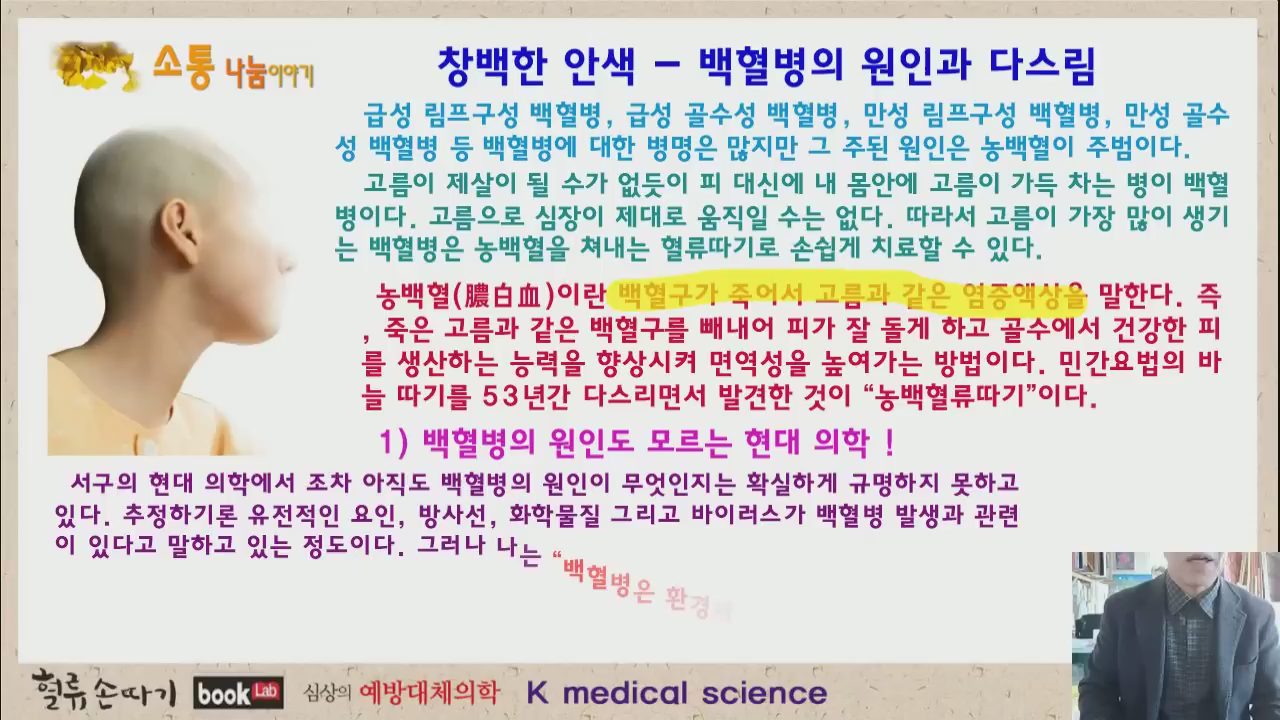 소통 나눔이야기
창백한 안색 – 백혈병의 원인과 다스림
급성 림프구성 백혈병, 급성 골수성 백혈병, 만성 림프구성 백혈병, 만성 골수
성 백혈병 등 백혈병에 대한 병명은 많지만 그 주된 원인은 농백혈이 주범이다.
고름이 제살이 될 수가 없듯이 피 대신에 내 몸안에 고름이 가득 차는 병이 백혈
병이다. 고름으로 심장이 제대로 움직일 수는 없다. 따라서 고름이 가장 많이 생기
는 백혈병은 농백혈을 쳐내는 혈류따기로 손쉽게 치료할 수 있다.
농백혈(膿白血)이란 백혈구가 죽어서 고름과 같은 염증액상을 말한다. 즉
, 죽은 고름과 같은 백혈구를 빼내어 피가 잘 돌게 하고 골수에서 건강한 피
를 생산하는 능력을 향상시켜 면역성을 높여가는 방법이다. 민간요법의 바
늘 따기를 53년간 다스리면서 발견한 것이 “농백혈류따기”이다.
1) 백혈병의 원인도 모르는 현대 의학 !
서구의 현대 의학에서 조차 아직도 백혈병의 원인이 무엇인지는 확실하게 규명하지 못하고
있다. 추정하기론 유전적인 요인, 방사선, 화학물질 그리고 바이러스가 백혈병 발생과 관련
이 있다고 말하고 있는 정도이다. 그러나 나는 “백혈병은 환경
혈류 손따기 book Lab 심상의 예방대체의학 K medical science